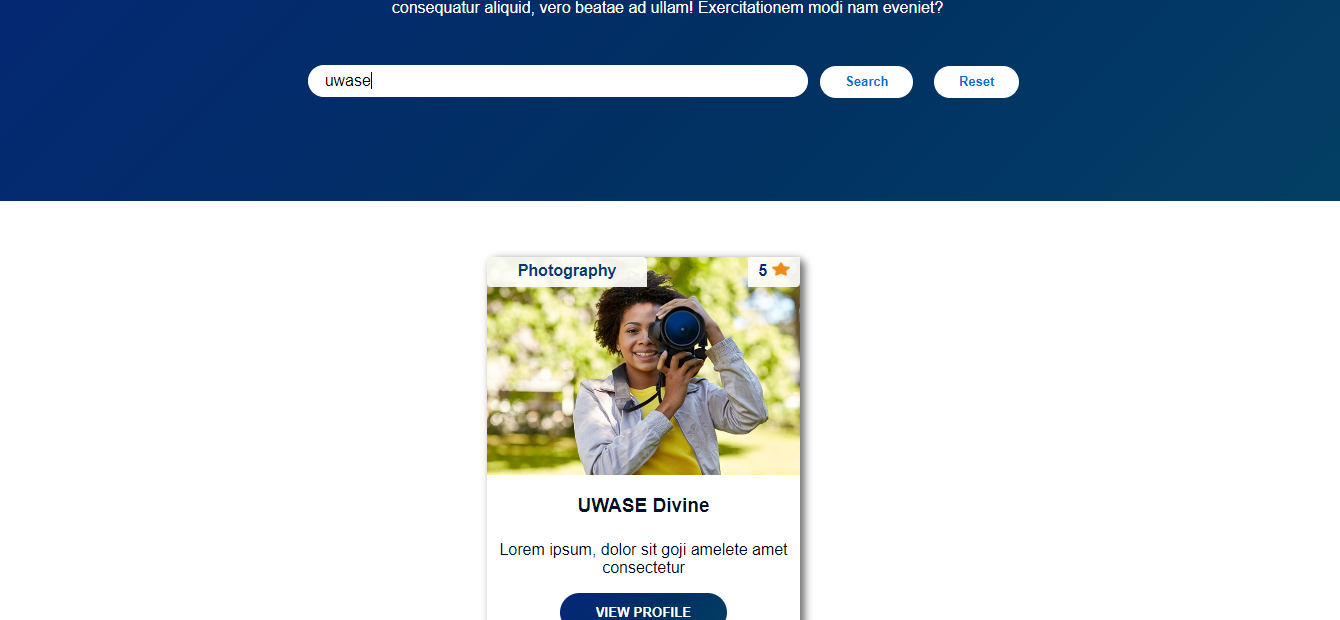 consequatur aliquid, vero beatae ad ullam! Exercitationem modi nam eveniet?
uwase
Search
Reset
Photography
5
UWASE Divine
Lorem ipsum, dolor sit goji amelete amet
consectetur
VIEW PROFILE